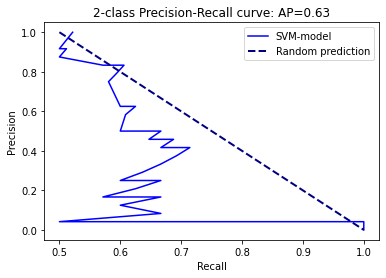 2-class Precision-Recall curve: AP=0.63
SVM-model
Random prediction
Precision
1.0
0.8
0.6
0.4
0.2
0.0
0.5
0.6
0.7
0.8
0.9
1.0
Recall